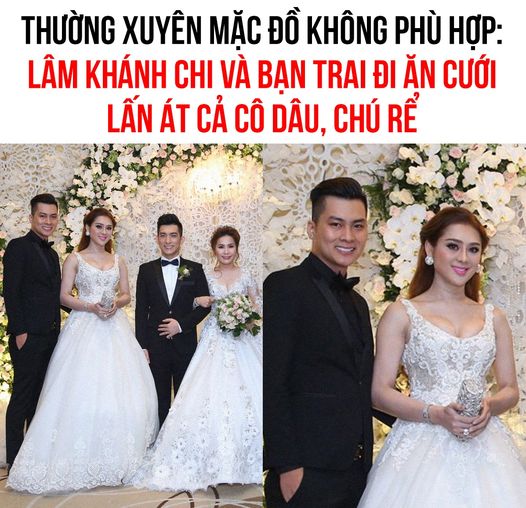 THƯỜNG XUYÊN MẶC ĐỒ KHÔNG PHÙ HỢP:
LÂM KHÁNH CHI VÀ BẠN TRAI ĐI ĂN CƯỚI
LẤN ÁT CẢ CÔ DÂU, CHÚ RỂ